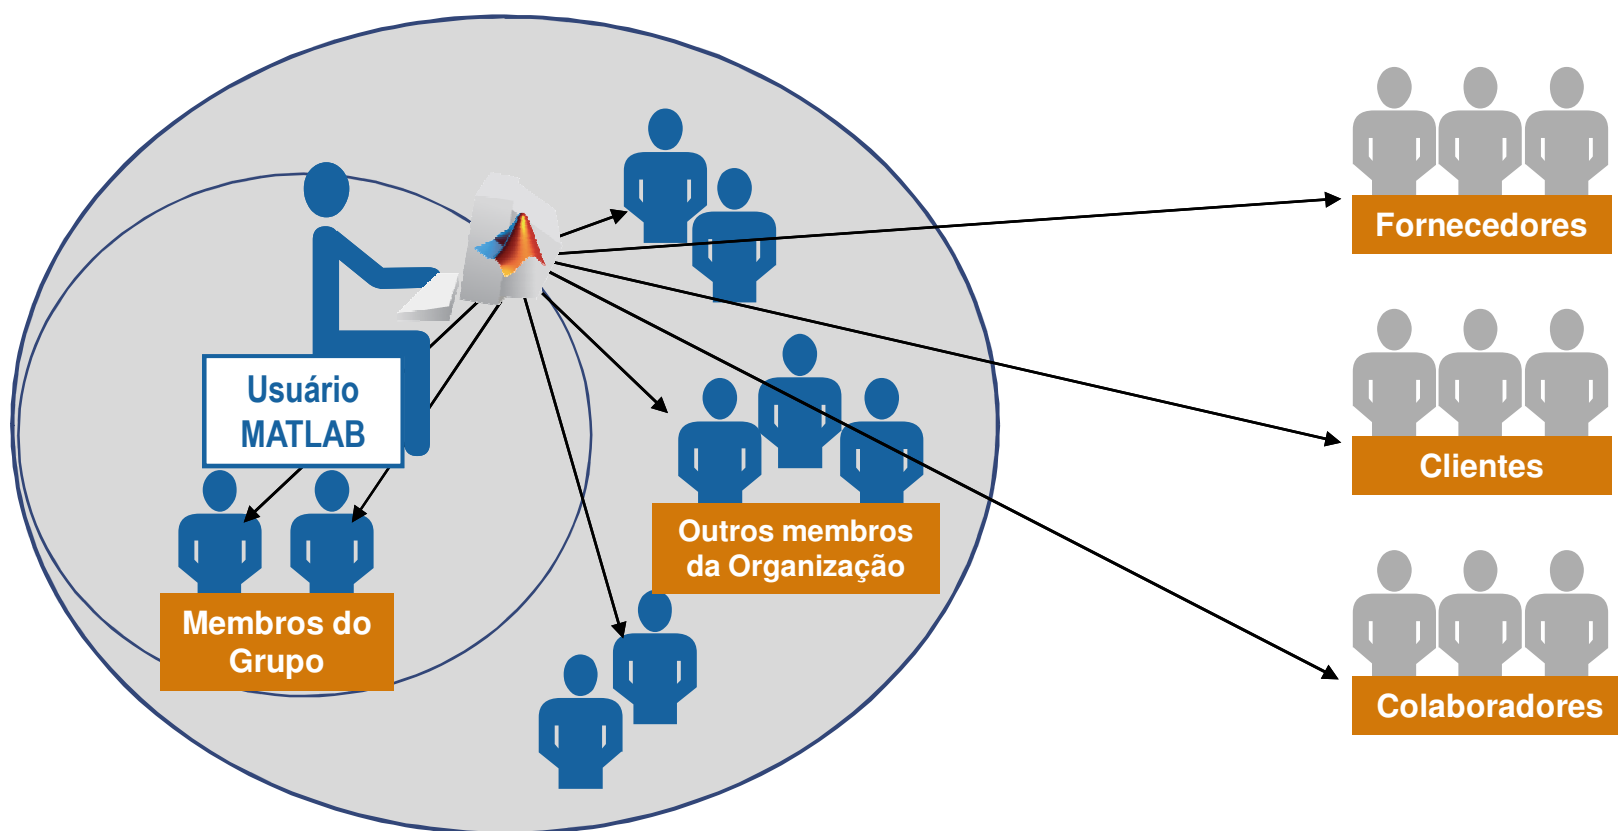 Usuário
MATLAB
Membros do
Grupo
Outros membros
da Organização
Fornecedores
Clientes
Colaboradores